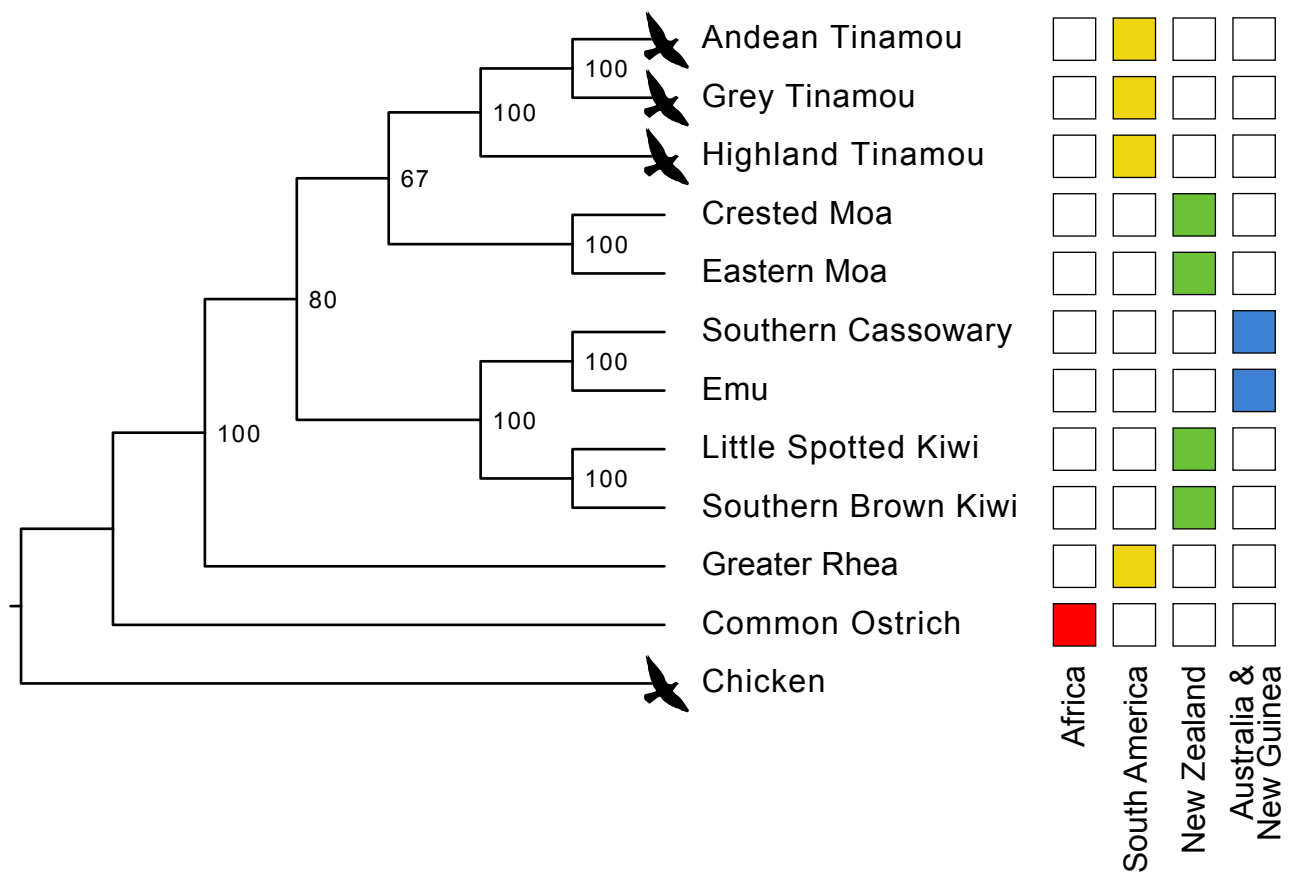 Andean Tinamou
100
Grey Tinamou
100
Highland Tinamou
67
Crested Moa
100
Eastern Moa
80
Southern Cassowary
100
Emu
100
100
Little Spotted Kiwi
100
Southern Brown Kiwi
Greater Rhea
Common Ostrich
Chicken
Africa
South America
New Zealand
Australia &
New Guinea